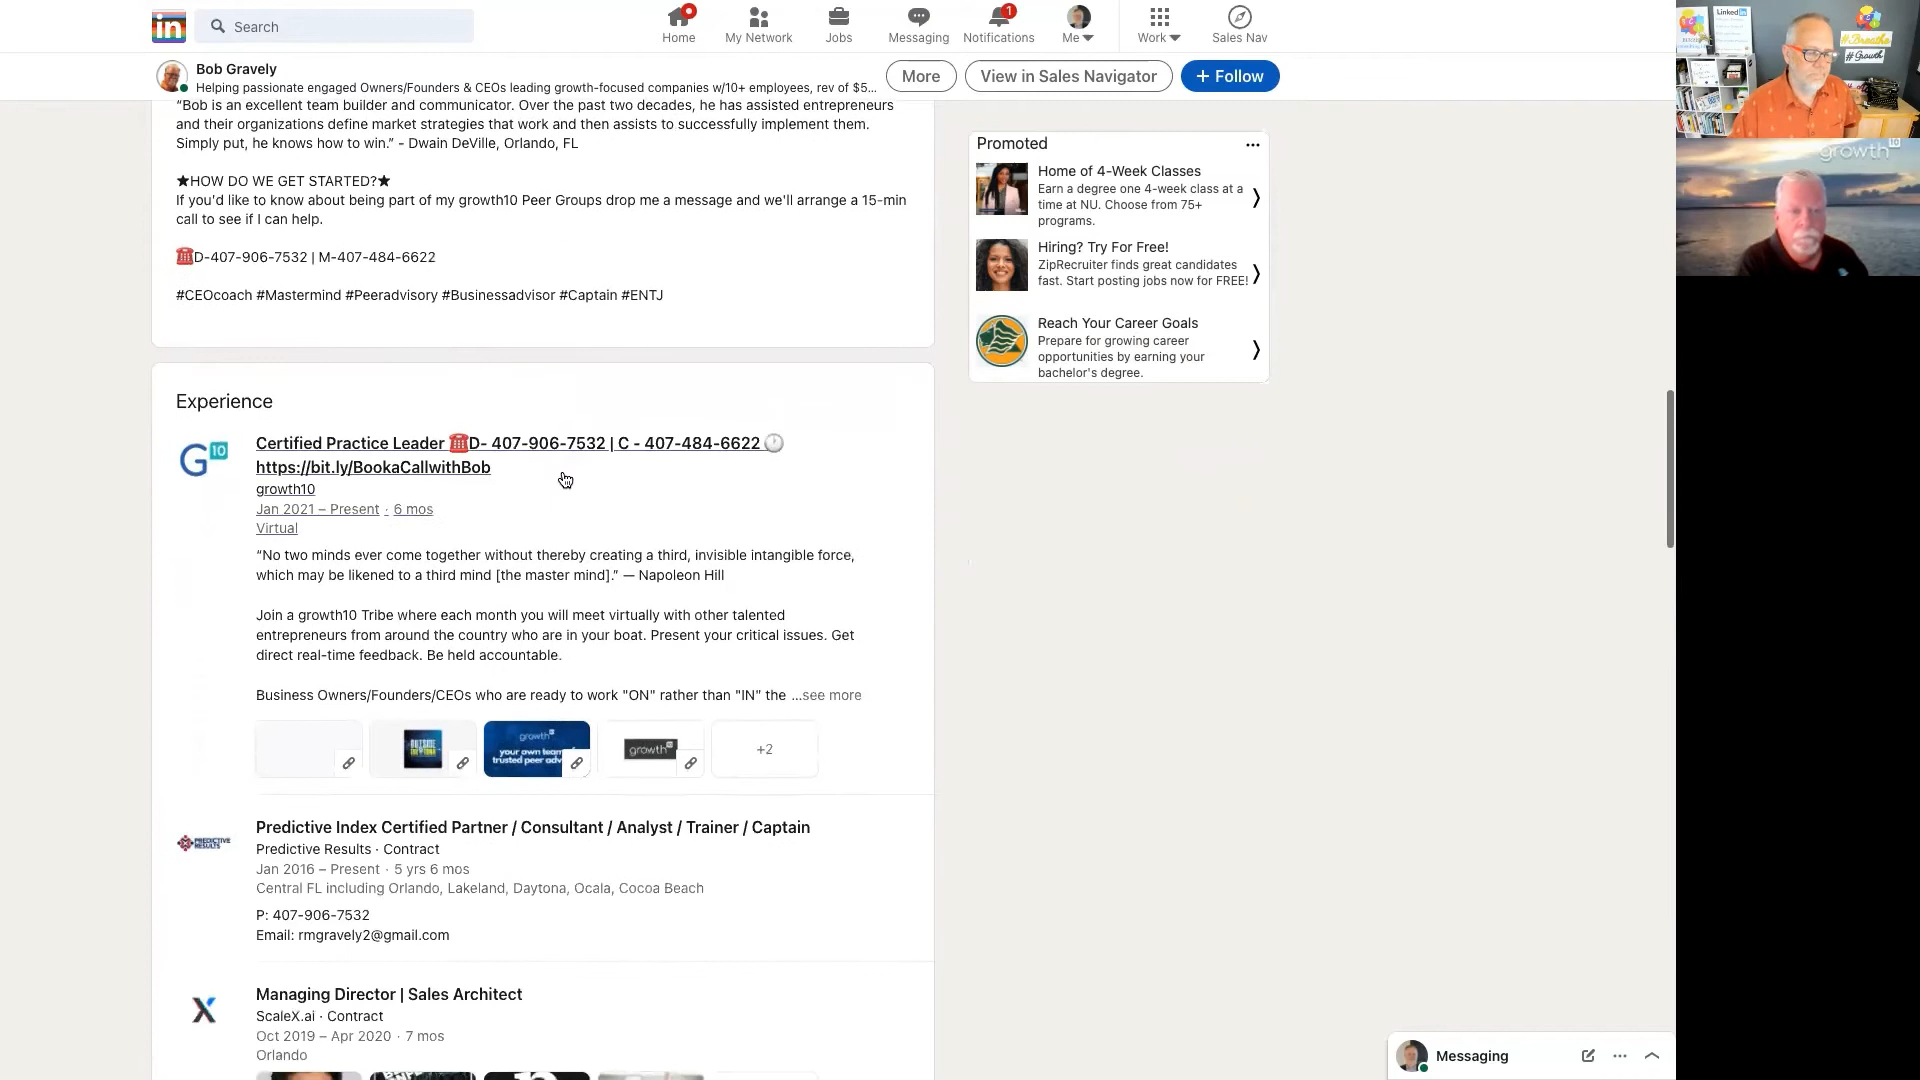 Search
Home
My Network
Jobs
Messaging
1
Notifications
Me
Work
Sales Nav
Bob Gravely
Helping passionate engaged Owners/Founders & CEOs leading growth-focused companies w/10+ employees, rev of $5...
More
View in Sales Navigator
+ Follow
“Bob is an excellent team builder and communicator. Over the past two decades, he has assisted entrepreneurs
and their organizations define market strategies that work and then assists to successfully implement them.
Simply put, he knows how to win.” - Dwain DeVille, Orlando, FL
★HOW DO WE GET STARTED?★
If you'd like to know about being part of my growth10 Peer Groups drop me a message and we'll arrange a 15-min
call to see if I can help.
☎D-407-906-7532 | M-407-484-6622
#CEOcoach #Mastermind #Peeradvisory #Businessadvisor #Captain #ENTJ
Promoted
Home of 4-Week Classes
Earn a degree one 4-week class at a
time at NU. Choose from 75+
programs.
Hiring? Try For Free!
ZipRecruiter finds great candidates
fast. Start posting jobs now for FREE!
Reach Your Career Goals
Prepare for growing career
opportunities by earning your
bachelor's degree.
Experience
G10
Certified Practice Leader ☎D- 407-906-7532 | C - 407-484-6622 🕐
https://bit.ly/BookaCallwithBob
growth10
Jan 2021 – Present · 6 mos
Virtual
“No two minds ever come together without thereby creating a third, invisible intangible force,
which may be likened to a third mind [the master mind].” — Napoleon Hill
Join a growth10 Tribe where each month you will meet virtually with other talented
entrepreneurs from around the country who are in your boat. Present your critical issues. Get
direct real-time feedback. Be held accountable.
Business Owners/Founders/CEOs who are ready to work "ON" rather than "IN" the ...see more
OUTSIDE
growth10
your own team
trusted peer adv
growth10
+2
PREDICTIVE
RESULTS
Predictive Index Certified Partner / Consultant / Analyst / Trainer / Captain
Predictive Results · Contract
Jan 2016 – Present · 5 yrs 6 mos
Central FL including Orlando, Lakeland, Daytona, Ocala, Cocoa Beach
P: 407-906-7532
Email: rmgravely2@gmail.com
X
Managing Director | Sales Architect
ScaleX.ai · Contract
Oct 2019 – Apr 2020 · 7 mos
Orlando
Messaging
in
LinkedIn
#Breathe
#Growth
growth10